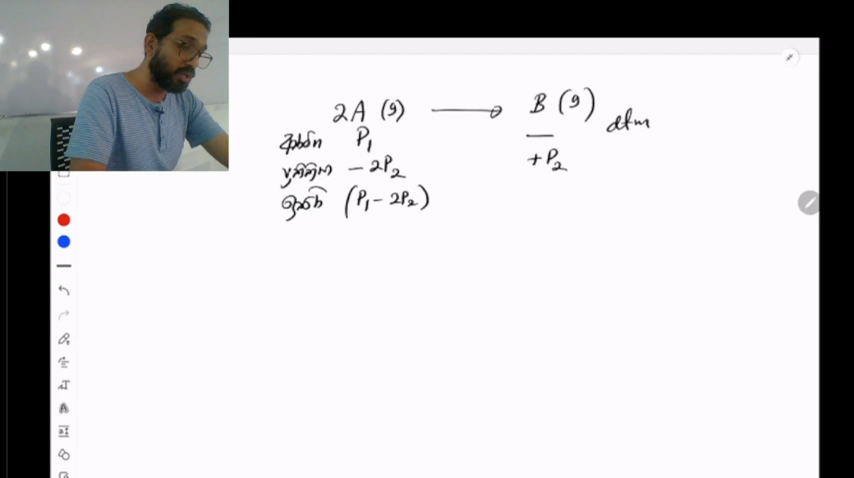 2A (g) ⟶ B (g) atm
ආරම්භ P₁ —
ප්‍රතික්‍රියා – 2P₂ +P₂
ඉතිරි (P₁ – 2P₂)